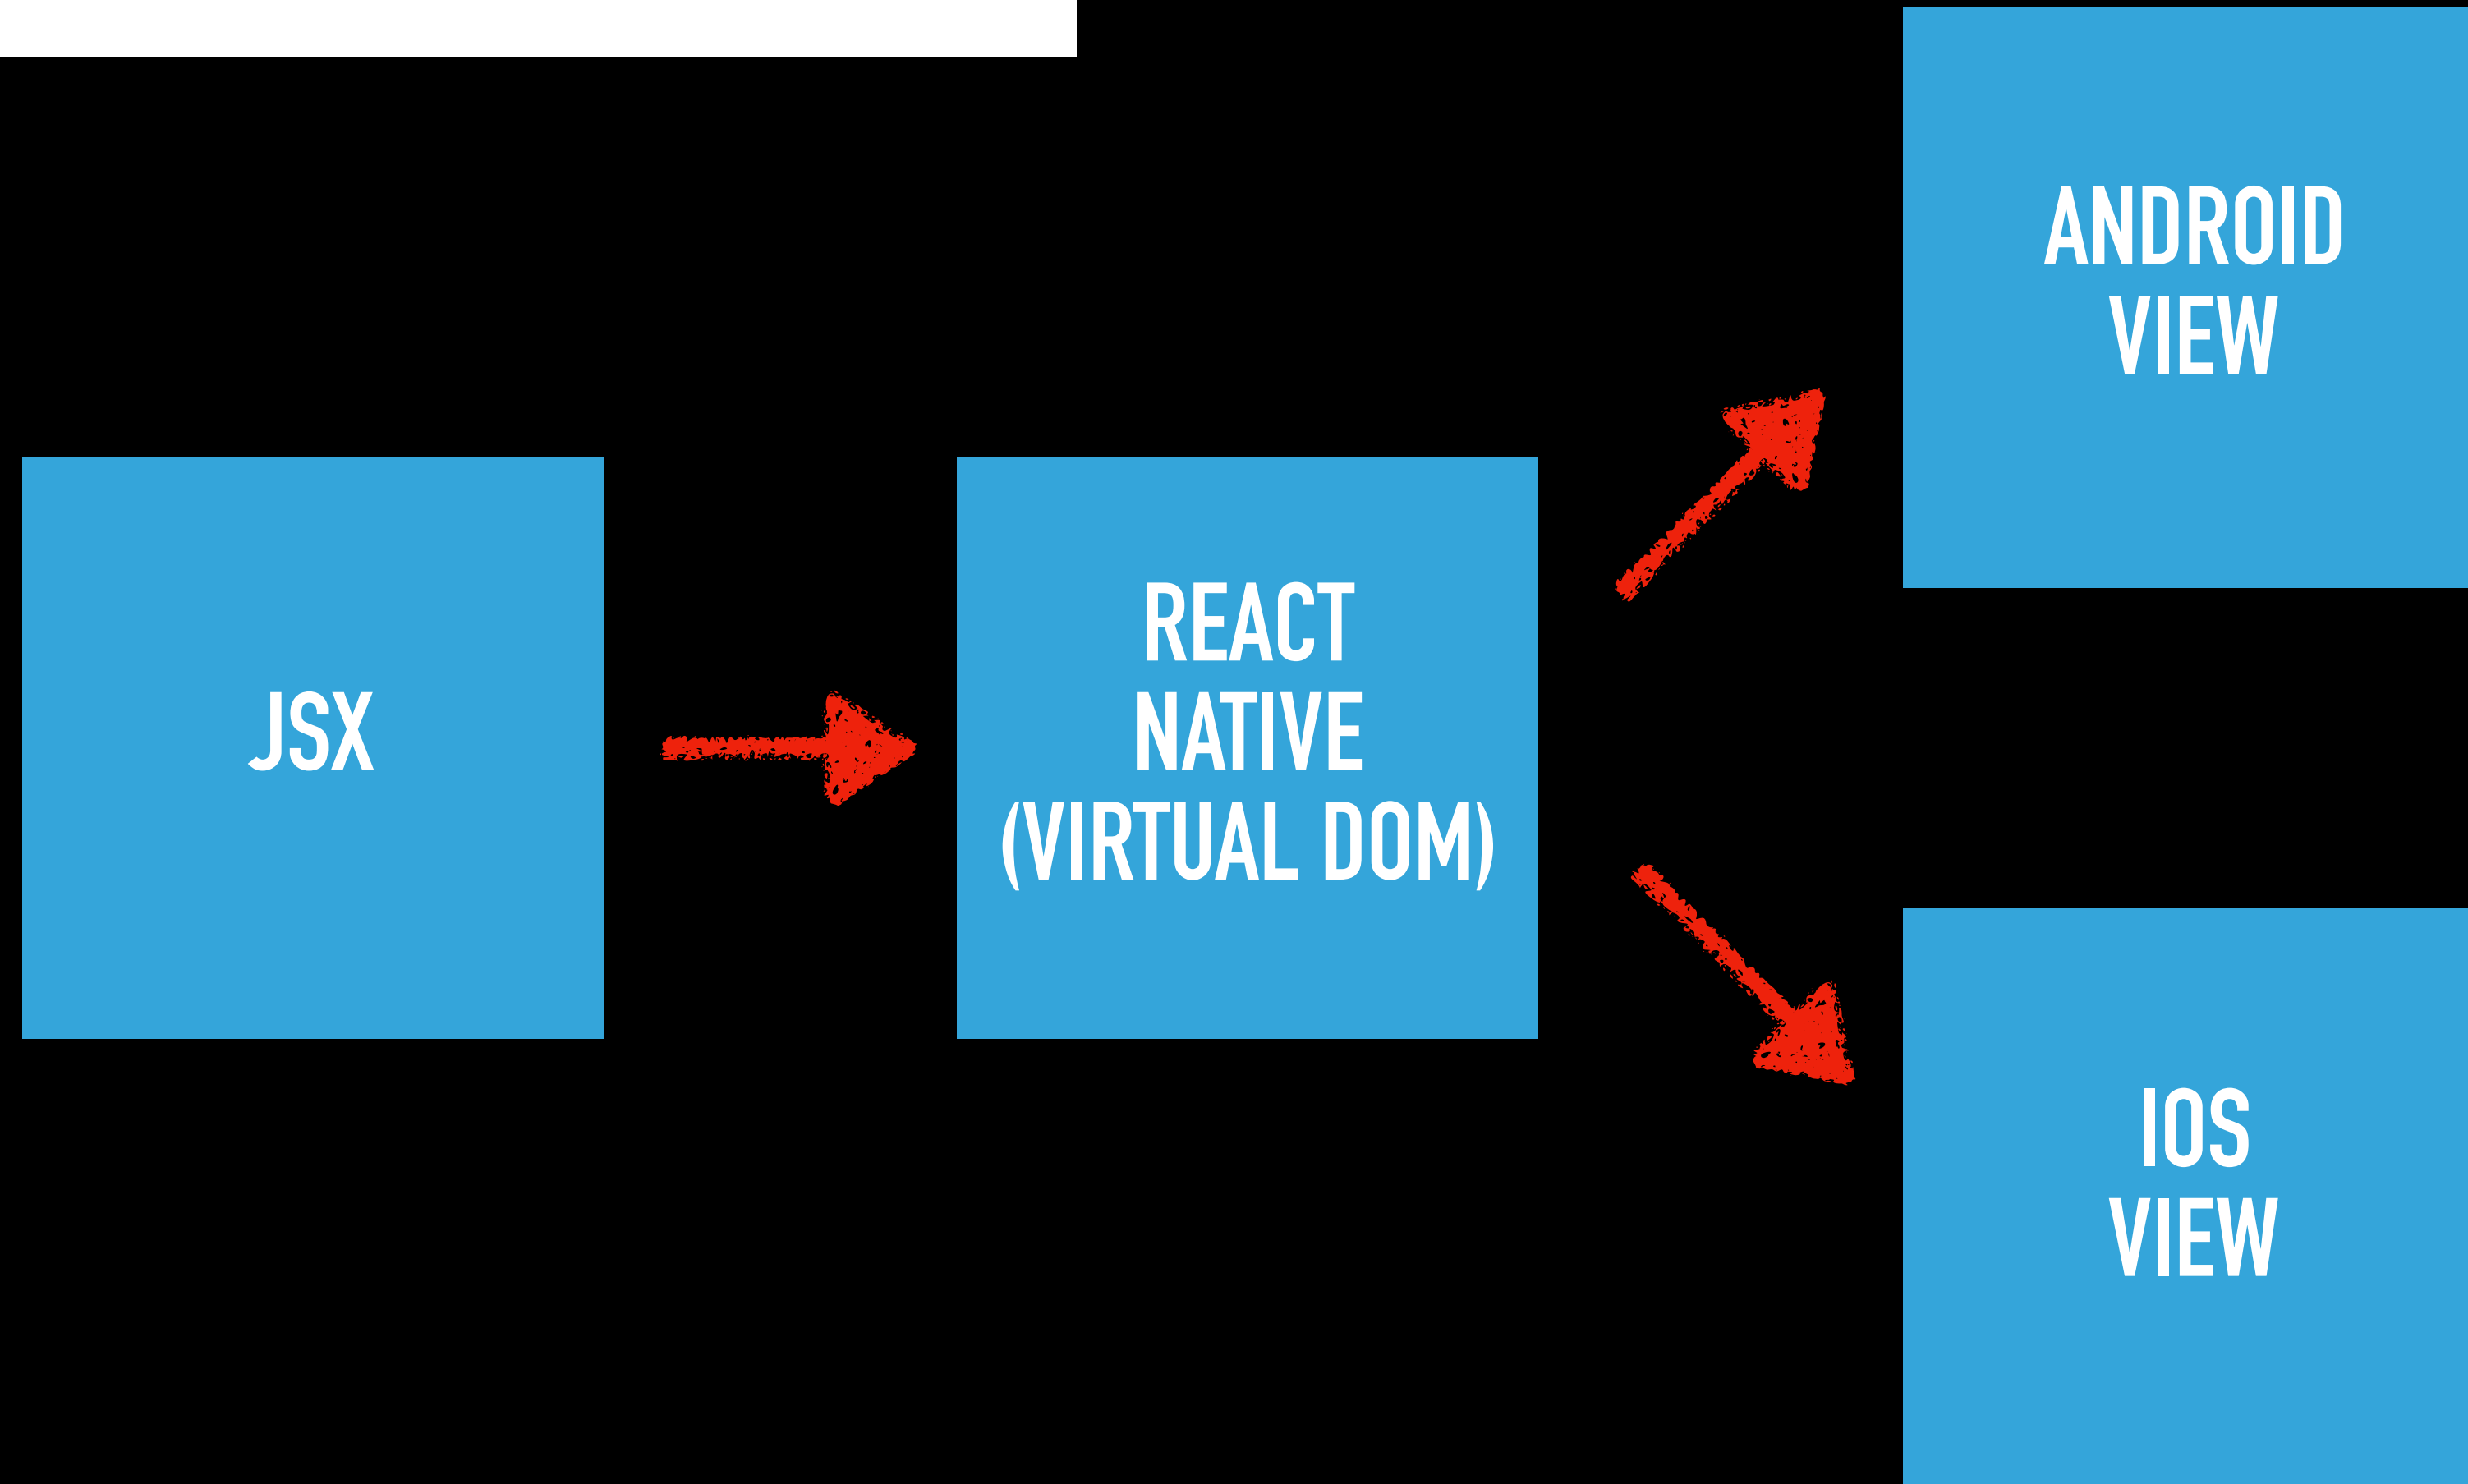 JSX
REACT
NATIVE
(VIRTUAL DOM)
ANDROID
VIEW
IOS
VIEW